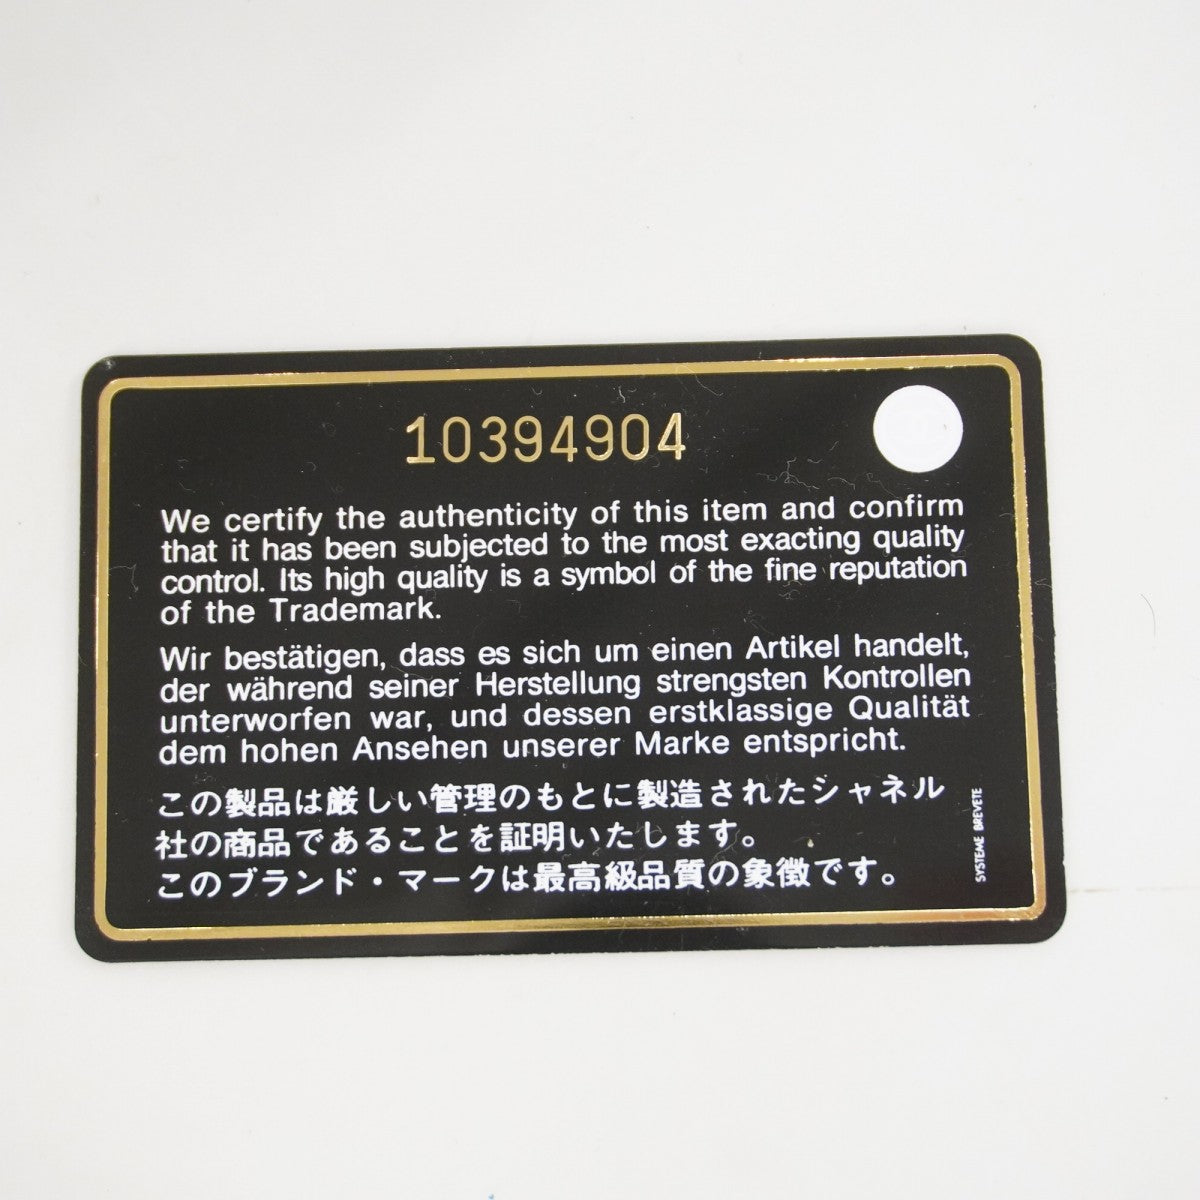 10394904
We certify the authenticity of this item and confirm
that it has been subjected to the most exacting quality
control. Its high quality is a symbol of the fine reputation
of the Trademark.
Wir bestätigen, dass es sich um einen Artikel handelt,
der während seiner Herstellung strengsten Kontrollen
unterworfen war, und dessen erstklassige Qualität
dem hohen Ansehen unserer Marke entspricht.
この製品は厳しい管理のもとに製造されたシャネル
社の商品であることを証明いたします。
このブランド・マークは最高級品質の象徴です。
SYSTEME BREVETE